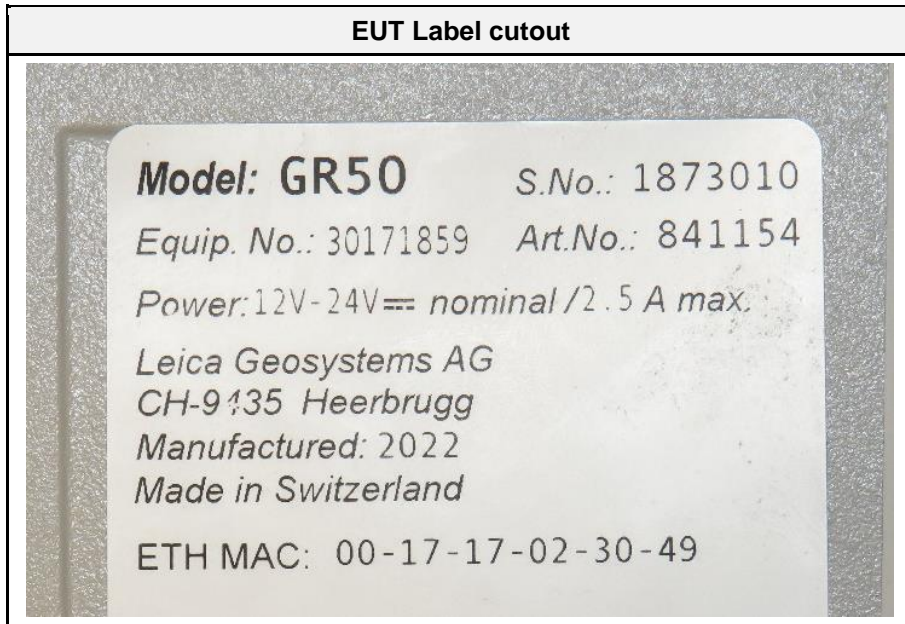 EUT Label cutout
Model: GR50 S.No.: 1873010
Equip. No.: 30171859 Art.No.: 841154
Power: 12V-24V⎓ nominal /2.5 A max.
Leica Geosystems AG
CH-9435 Heerbrugg
Manufactured: 2022
Made in Switzerland
ETH MAC: 00-17-17-02-30-49